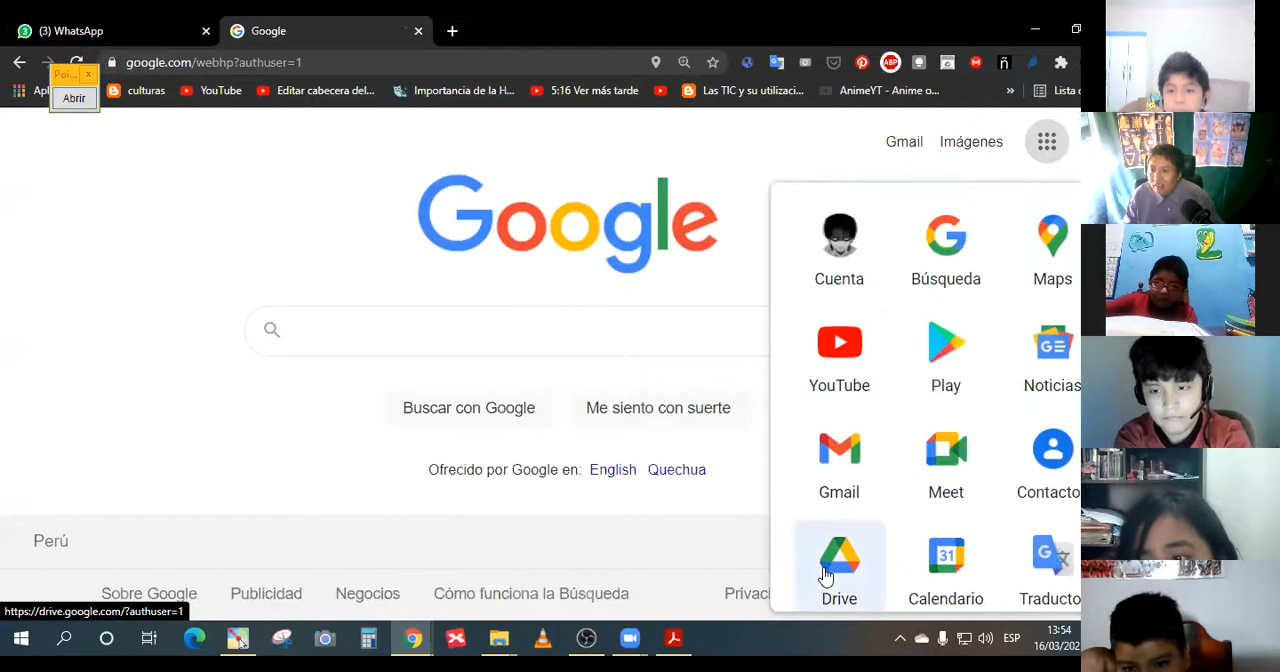 (3) WhatsApp
Google
google.com/webhp?authuser=1
Poi...
Abrir
culturas
YouTube
Editar cabecera del...
Importancia de la H...
5:16 Ver más tarde
Las TIC y su utilizaci...
AnimeYT - Anime o...
»
Lista
ABP
ñ
Gmail
Imágenes
Google
Cuenta
Búsqueda
Maps
YouTube
Play
Noticias
Gmail
Meet
Contacto
31
Drive
Calendario
Traducto
Buscar con Google
Me siento con suerte
Ofrecido por Google en: English Quechua
Perú
Sobre Google
Publicidad
Negocios
Cómo funciona la Búsqueda
https://drive.google.com/?authuser=1
ESP
13:54
16/03/202